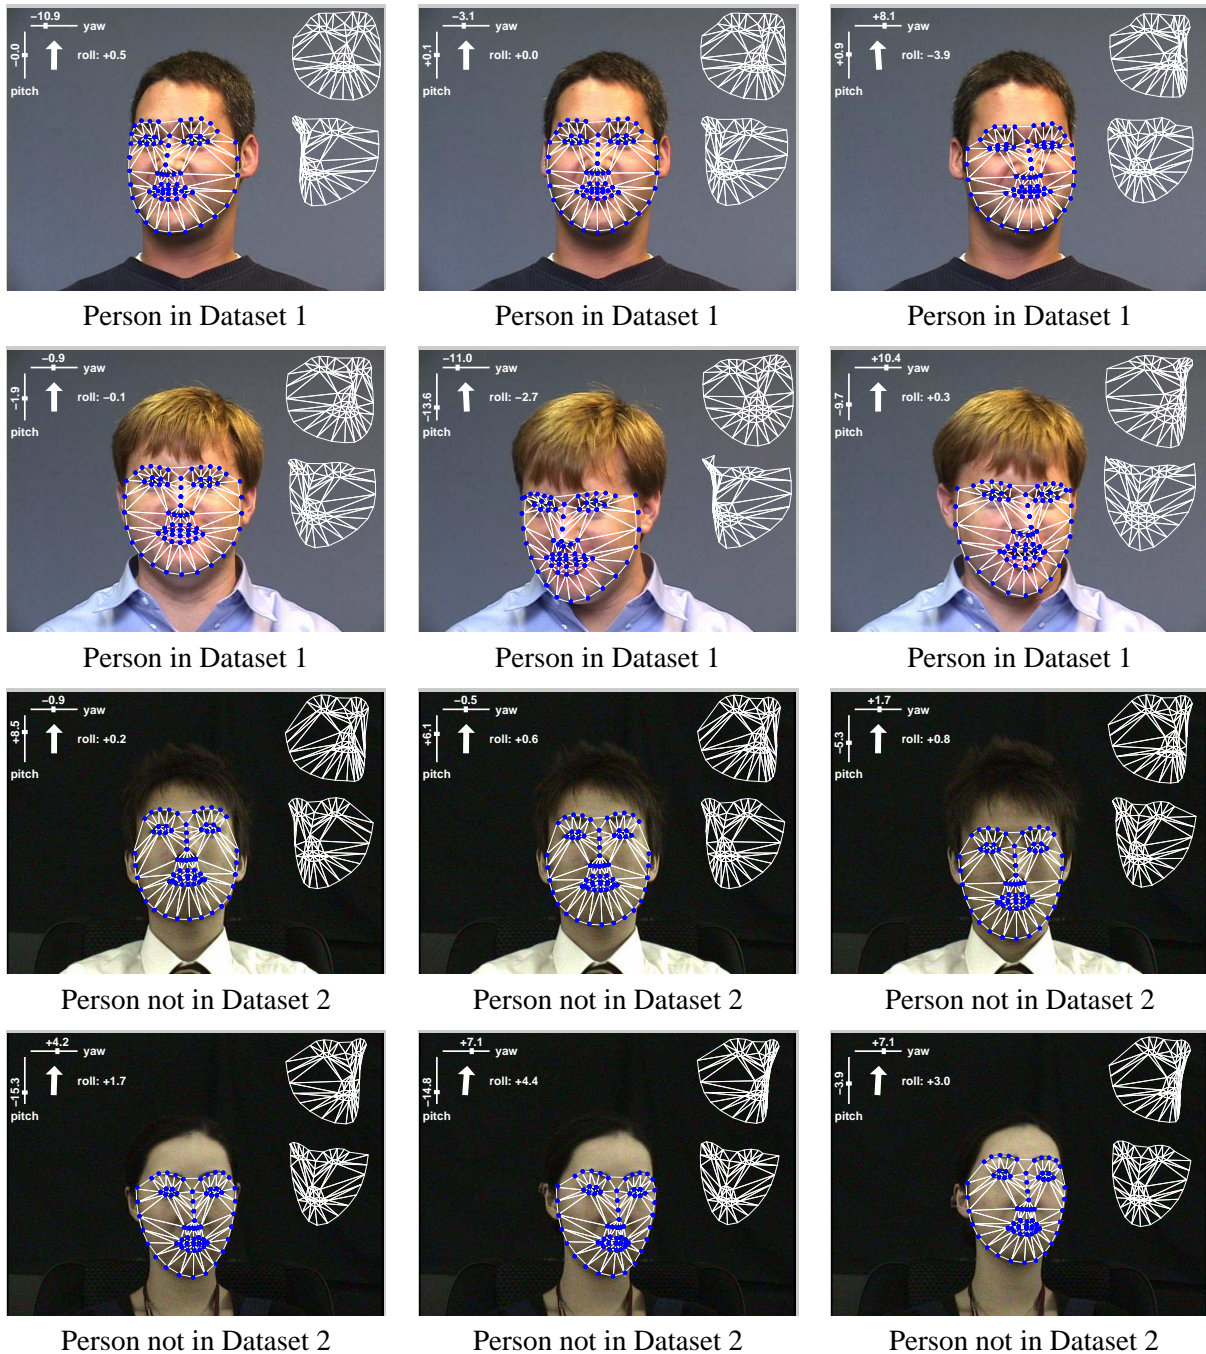 −10.9
yaw
−0.0
roll: +0.5
pitch
−3.1
yaw
+0.1
roll: +0.0
pitch
+8.1
yaw
+0.9
roll: −3.9
pitch
Person in Dataset 1
Person in Dataset 1
Person in Dataset 1
−0.9
yaw
−1.9
roll: −0.1
pitch
−11.0
yaw
−13.6
roll: −2.7
pitch
+10.4
yaw
−9.7
roll: +0.3
pitch
Person in Dataset 1
Person in Dataset 1
Person in Dataset 1
−0.9
yaw
+8.5
roll: +0.2
pitch
−0.5
yaw
+6.1
roll: +0.6
pitch
+1.7
yaw
−5.3
roll: +0.8
pitch
Person not in Dataset 2
Person not in Dataset 2
Person not in Dataset 2
+4.2
yaw
−15.3
roll: +1.7
pitch
+7.1
yaw
−14.8
roll: +4.4
pitch
+7.1
yaw
−3.9
roll: +3.0
pitch
Person not in Dataset 2
Person not in Dataset 2
Person not in Dataset 2